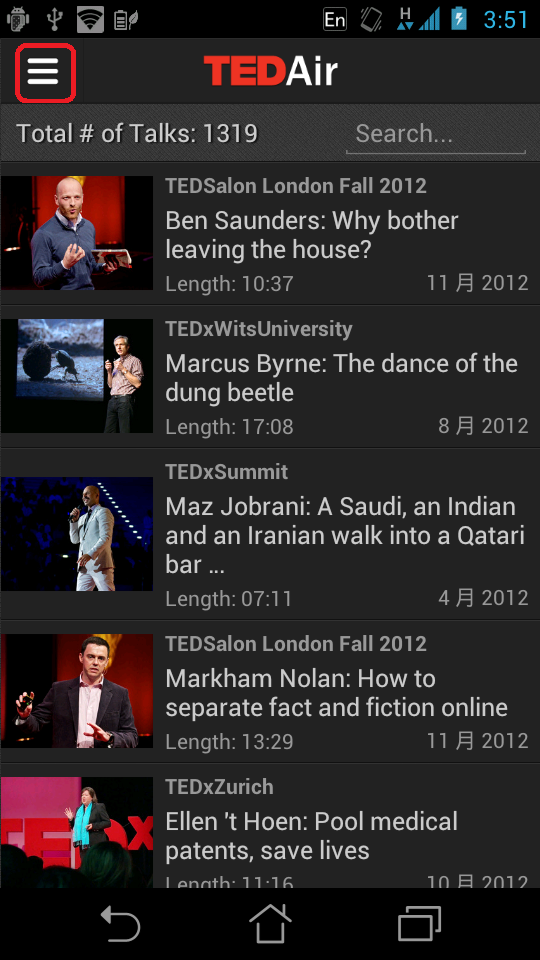 En H 3:51
TEDAir
Total # of Talks: 1319 Search...
TEDSalon London Fall 2012
Ben Saunders: Why bother
leaving the house?
Length: 10:37 11 月 2012
TEDxWitsUniversity
Marcus Byrne: The dance of the
dung beetle
Length: 17:08 8 月 2012
TEDxSummit
Maz Jobrani: A Saudi, an Indian
and an Iranian walk into a Qatari
bar ...
Length: 07:11 4 月 2012
TEDSalon London Fall 2012
Markham Nolan: How to
separate fact and fiction online
Length: 13:29 11 月 2012
TEDxZurich
Ellen 't Hoen: Pool medical
patents, save lives
TEDx
Length: 11:16 10 月 2012